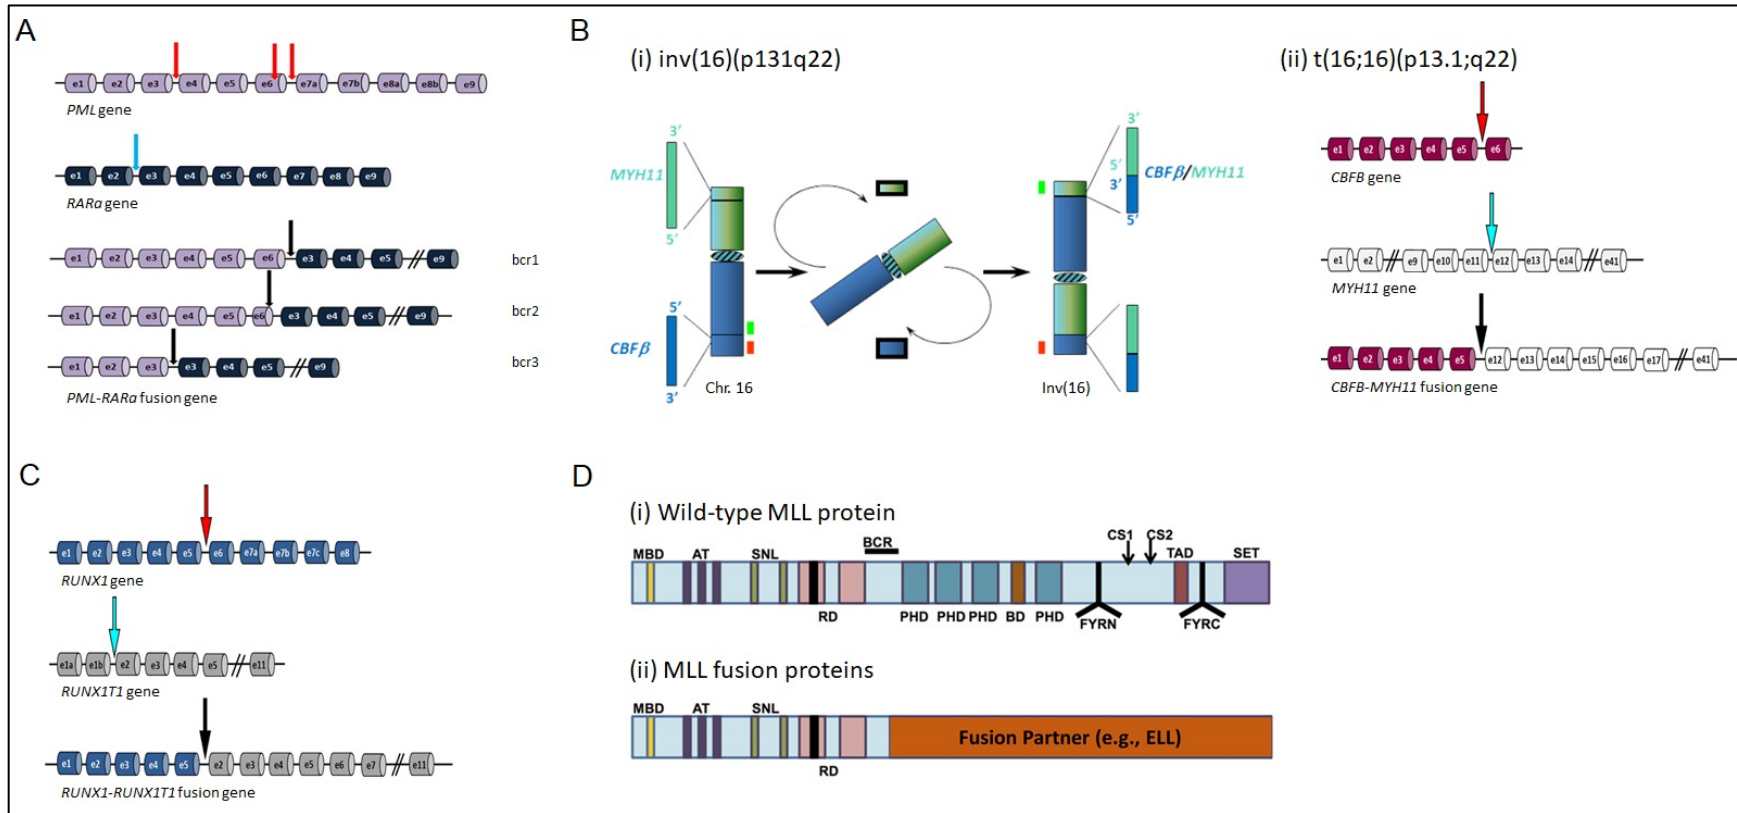 A
e1 e2 e3 e4 e5 e6 e7a e7b e8a e8b e9
PML gene
e1 e2 e3 e4 e5 e6 e7 e8 e9
RARα gene
e1 e2 e3 e4 e5 e6 e3 e4 e5 // e9 bcr1
e1 e2 e3 e4 e5 e6 e3 e4 e5 // e9 bcr2
e1 e2 e3 e3 e4 e5 // e9 bcr3
PML-RARα fusion gene
B
(i) inv(16)(p131q22)
3’
MYH11
5’
5’
CBFβ
3’
Chr. 16
3’
5’
3’
CBFβ/MYH11
5’
Inv(16)
(ii) t(16;16)(p13.1;q22)
e1 e2 e3 e4 e5 e6
CBFB gene
e1 e2 // e9 e10 e11 e12 e13 e14 // e41
MYH11 gene
e1 e2 e3 e4 e5 e12 e13 e14 e15 e16 e17 // e41
CBFB-MYH11 fusion gene
C
e1 e2 e3 e4 e5 e6 e7a e7b e7c e8
RUNX1 gene
e1a e1b e2 e3 e4 e5 // e11
RUNX1T1 gene
e1 e2 e3 e4 e5 e2 e3 e4 e5 e6 e7 // e11
RUNX1-RUNX1T1 fusion gene
D
(i) Wild-type MLL protein
MBD AT SNL BCR CS1 CS2 TAD SET
RD PHD PHD PHD BD PHD FYRN FYRC
(ii) MLL fusion proteins
MBD AT SNL
Fusion Partner (e.g., ELL)
RD